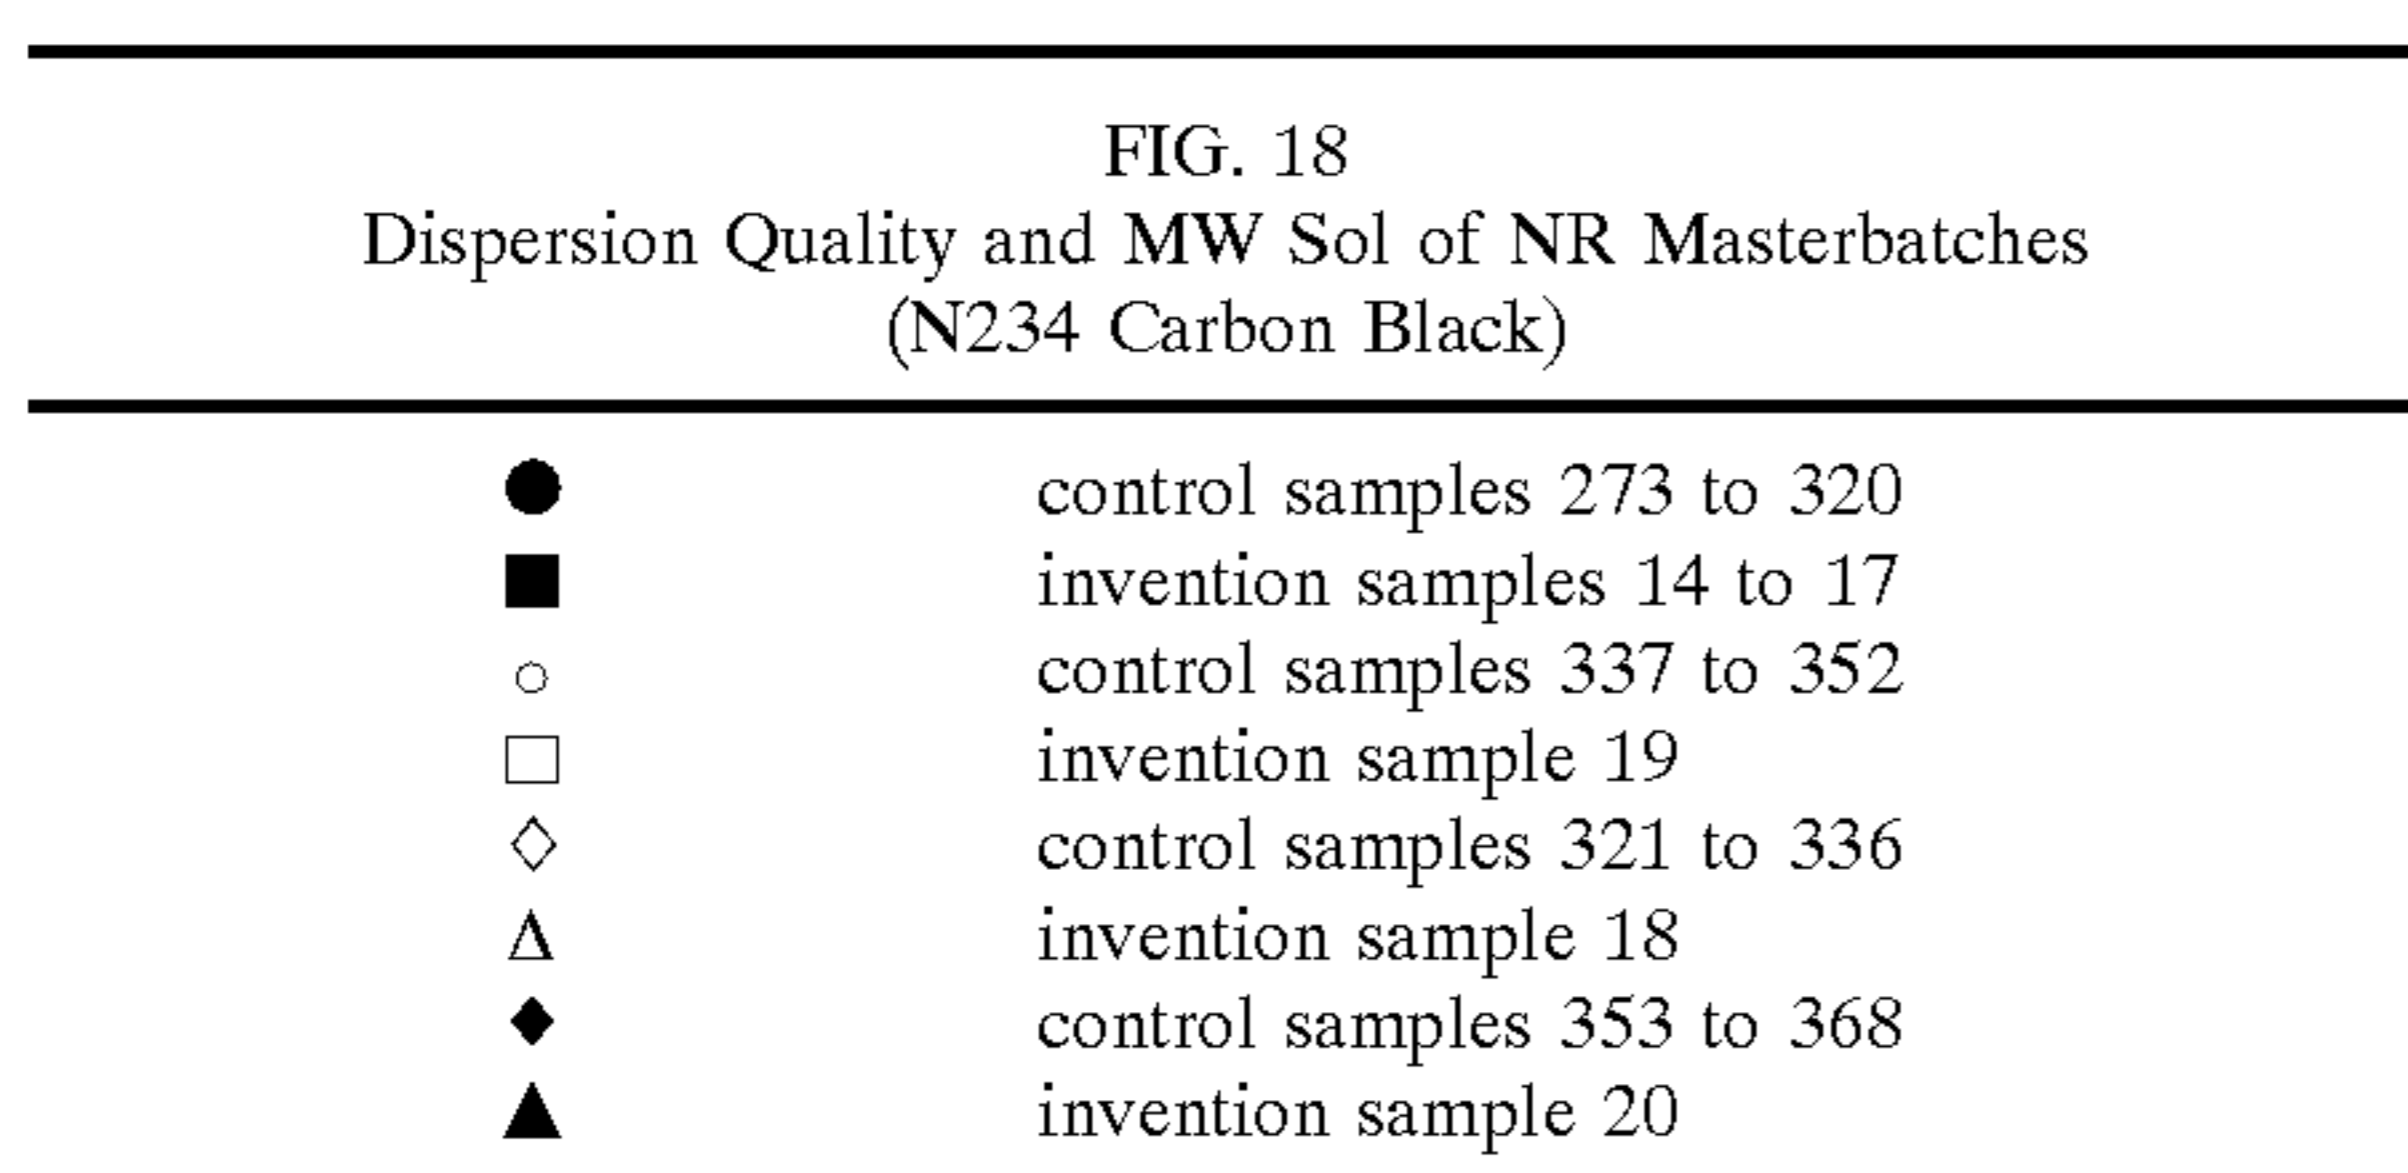 FIG. 18
Dispersion Quality and MW Sol of NR Masterbatches
(N234 Carbon Black)
● control samples 273 to 320
■ invention samples 14 to 17
○ control samples 337 to 352
□ invention sample 19
◇ control samples 321 to 336
Δ invention sample 18
◆ control samples 353 to 368
▲ invention sample 20